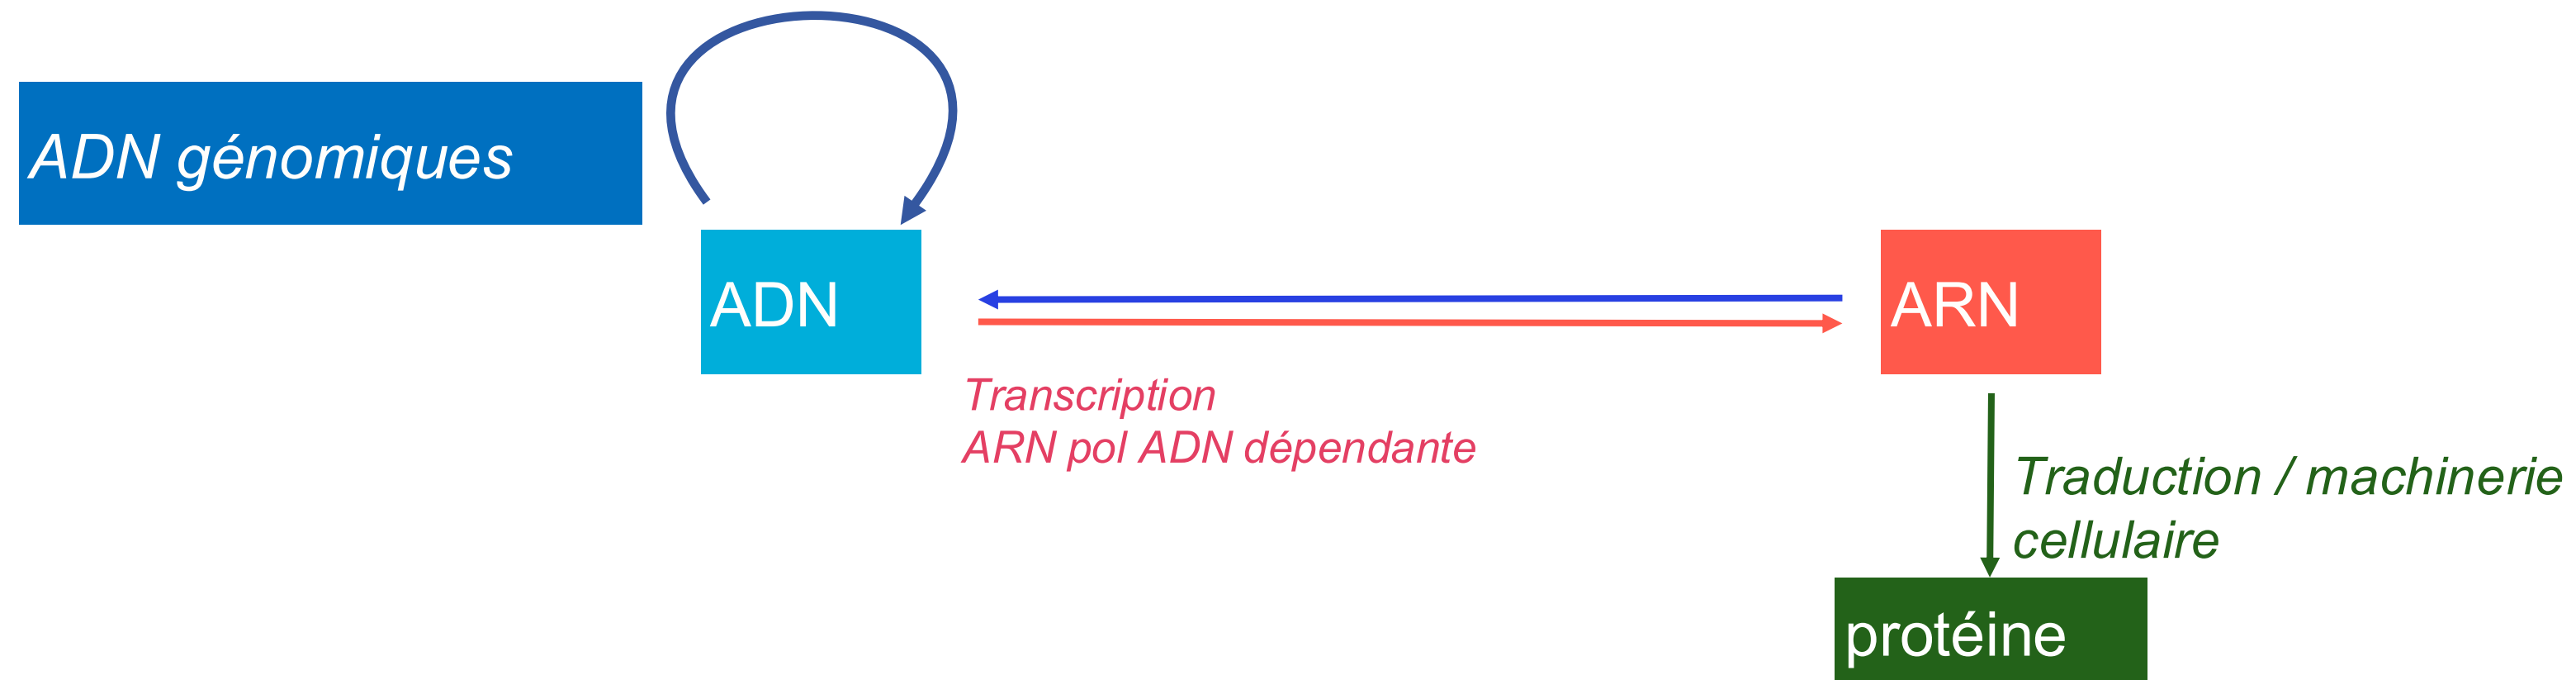 ADN génomiques
ADN
ARN
Transcription
ARN pol ADN dépendante
Traduction / machinerie
cellulaire
protéine